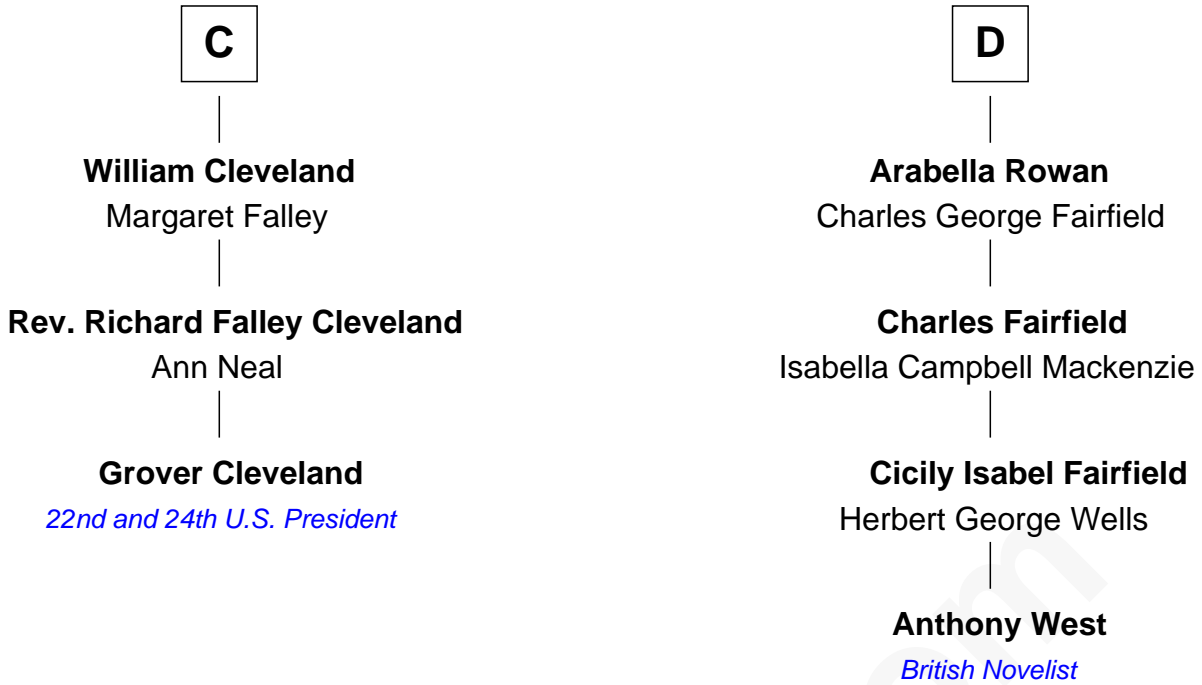 C
William Cleveland
Margaret Falley
Rev. Richard Falley Cleveland
Ann Neal
Grover Cleveland
22nd and 24th U.S. President
D
Arabella Rowan
Charles George Fairfield
Charles Fairfield
Isabella Campbell Mackenzie
Cicily Isabel Fairfield
Herbert George Wells
Anthony West
British Novelist